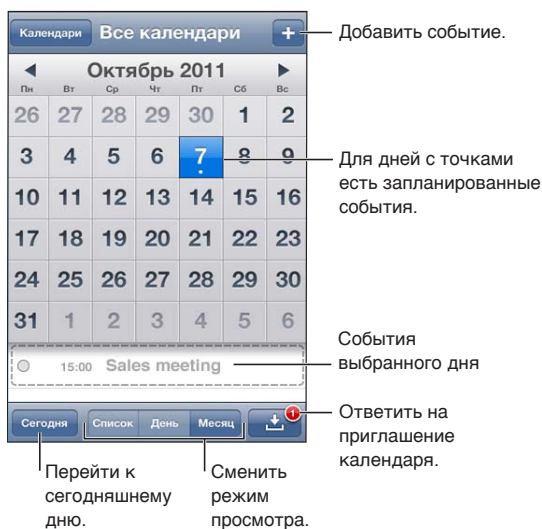 Календари Все календари +
Добавить событие.
Октябрь 2011
Пн Вт Ср Чт Пт Сб Вс
26 27 28 29 30 1 2
3 4 5 6 7 8 9
Для дней с точками
есть запланированные
события.
10 11 12 13 14 15 16
17 18 19 20 21 22 23
24 25 26 27 28 29 30
31 1 2 3 4 5 6
События
выбранного дня
15:00 Sales meeting
Ответить на
приглашение
календаря.
Сегодня Список День Месяц 1
Перейти к
сегодняшнему
дню.
Сменить
режим
просмотра.